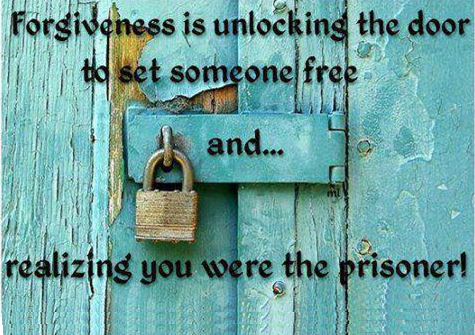 Forgiveness is unlocking the door
to set someone free
and...
realizing you were the prisoner!